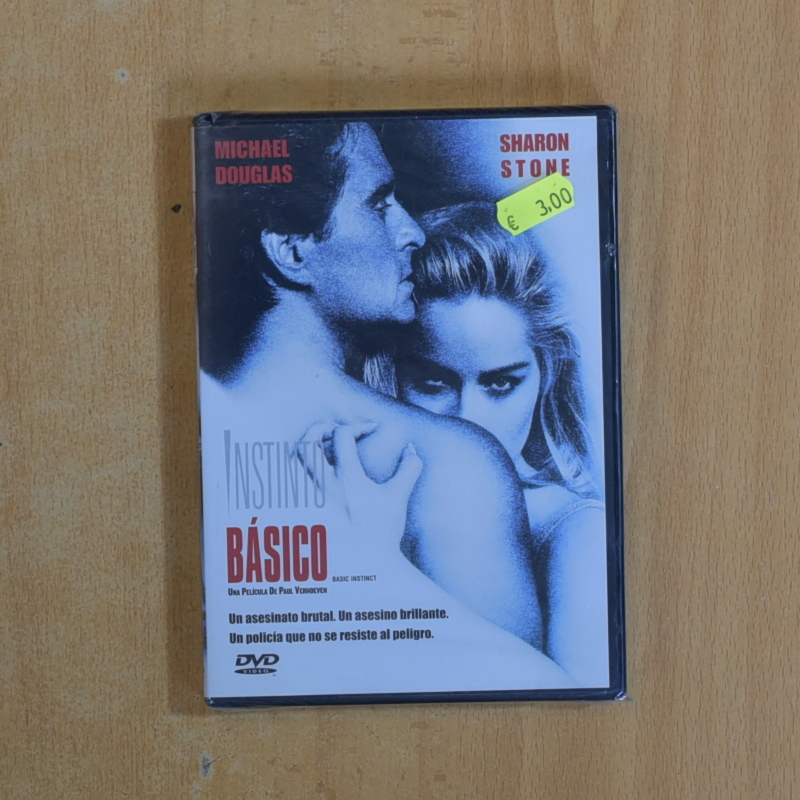 MICHAEL
DOUGLAS
SHARON
STONE
€ 3,00
INSTINTO
BÁSICO
BASIC INSTINCT
UNA PELÍCULA DE PAUL VERHOEVEN
Un asesinato brutal. Un asesino brillante.
Un policía que no se resiste al peligro.
DVD
VIDEO